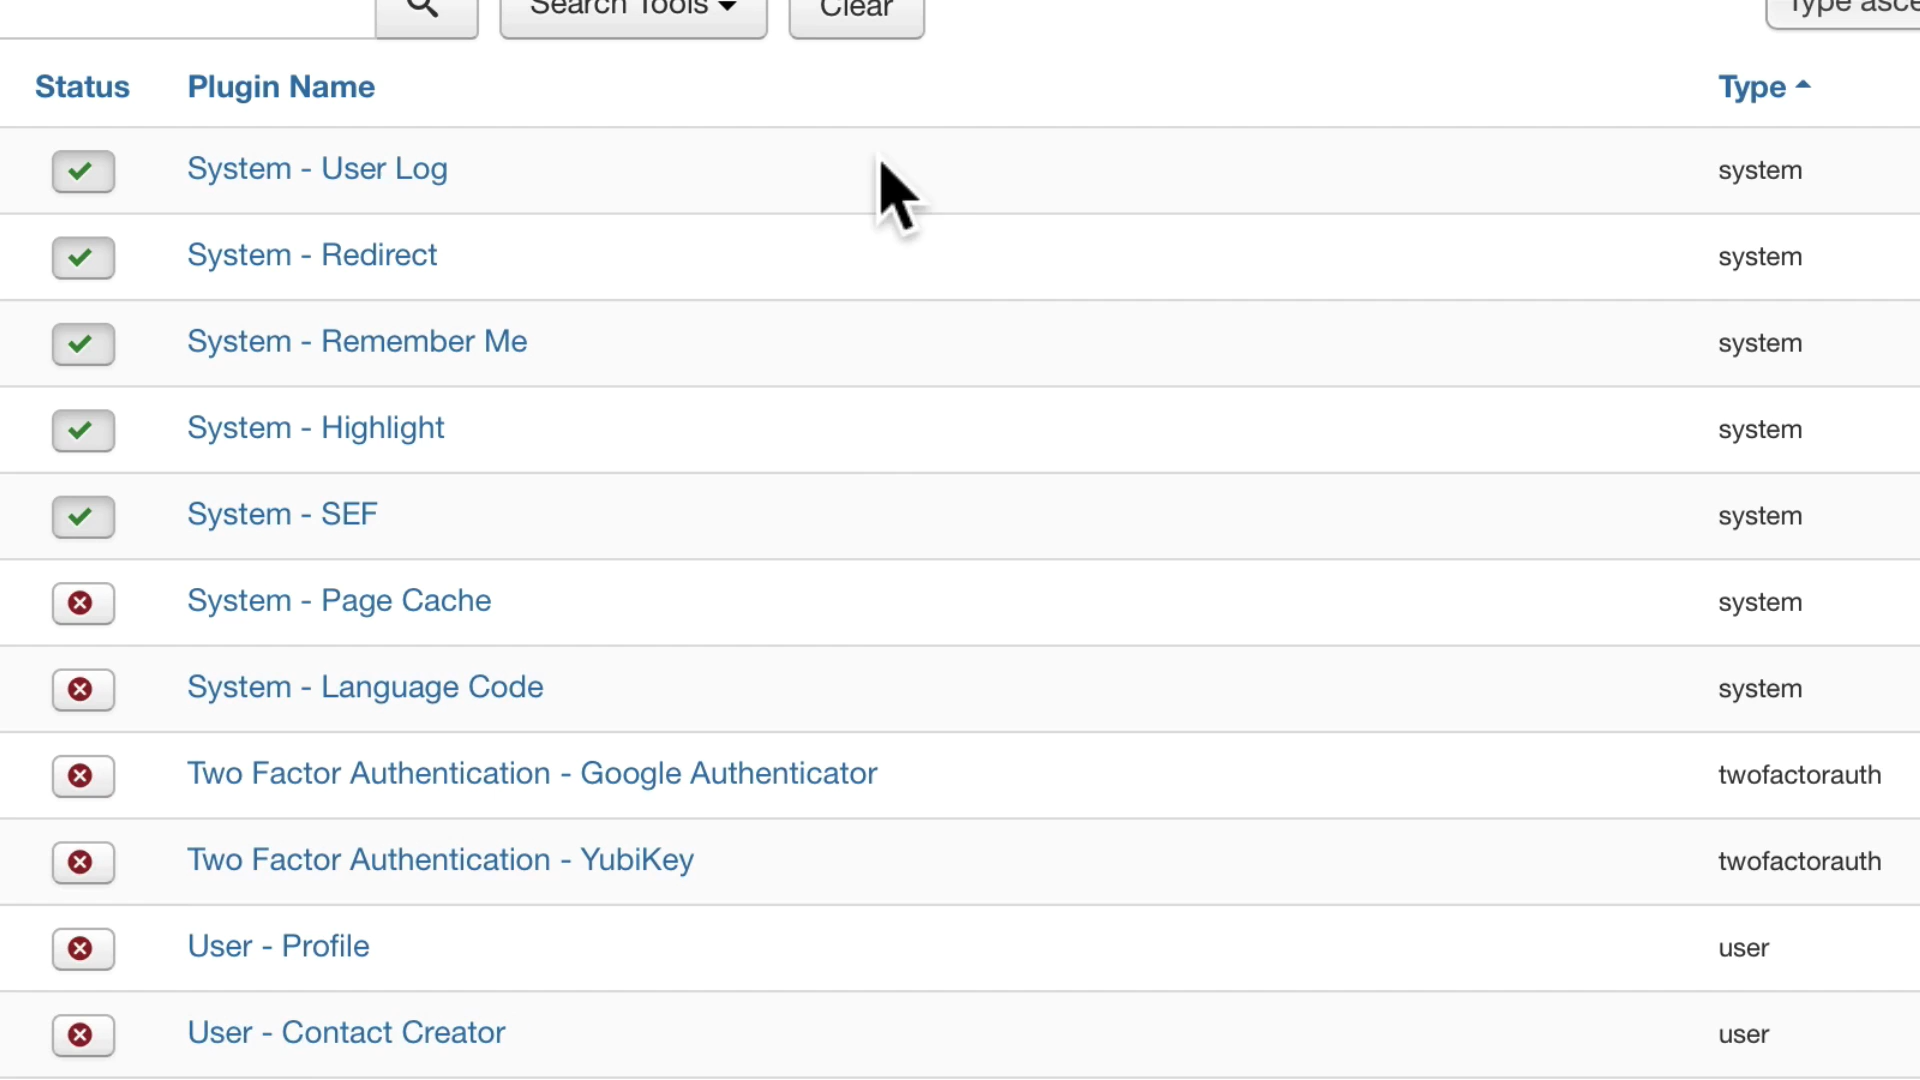 Search Tools Clear Type asce
Status Plugin Name Type
System - User Log system
System - Redirect system
System - Remember Me system
System - Highlight system
System - SEF system
System - Page Cache system
System - Language Code system
Two Factor Authentication - Google Authenticator twofactorauth
Two Factor Authentication - YubiKey twofactorauth
User - Profile user
User - Contact Creator user